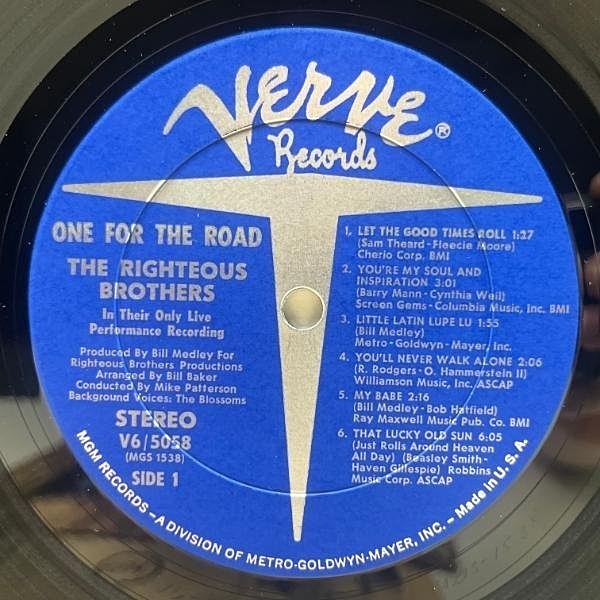 Verve®
Records
ONE FOR THE ROAD
THE RIGHTEOUS
BROTHERS
In Their Only Live
Performance Recording
Produced By Bill Medley For
Righteous Brothers Productions
Arranged By Bill Baker
Conducted By Mike Patterson
Background Voices: The Blossoms
STEREO
V6/5058
(MGS 1538)
SIDE 1
1. LET THE GOOD TIMES ROLL 1:27
(Sam Theard-Fleecie Moore)
Cherio Corp. BMI
2. YOU'RE MY SOUL AND
INSPIRATION 3:01
(Barry Mann-Cynthia Weil)
Screen Gems-Columbia Music, Inc. BMI
3. LITTLE LATIN LUPE LU 1:55
(Bill Medley)
Metro-Goldwyn-Mayer, Inc.
4. YOU'LL NEVER WALK ALONE 2:06
(R. Rodgers-O. Hammerstein II)
Williamson Music, Inc. ASCAP
5. MY BABE 2:16
(Bill Medley-Bob Hatfield)
Ray Maxwell Music Pub. Co. BMI
6. THAT LUCKY OLD SUN 6:05
(Just Rolls Around Heaven
All Day) (Beasley Smith-
Haven Gillespie) Robbins
Music Corp. ASCAP
MGM RECORDS—A DIVISION OF METRO-GOLDWYN-MAYER, INC.—Made in U.S.A.